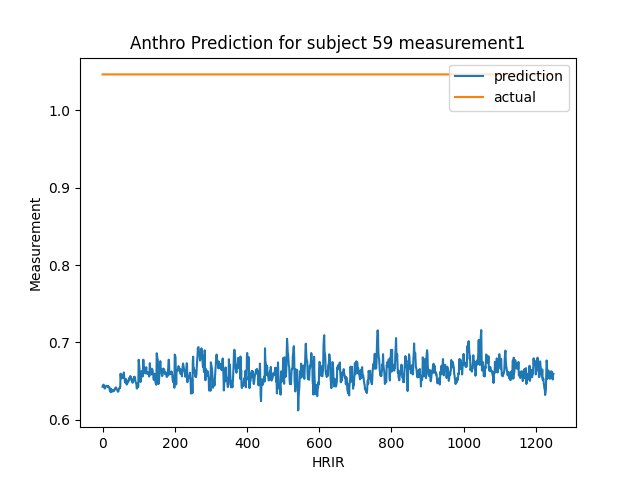 Anthro Prediction for subject 59 measurement1
prediction
actual
1.0
0.9
0.8
0.7
0.6
Measurement
0
200
400
600
800
1000
1200
HRIR